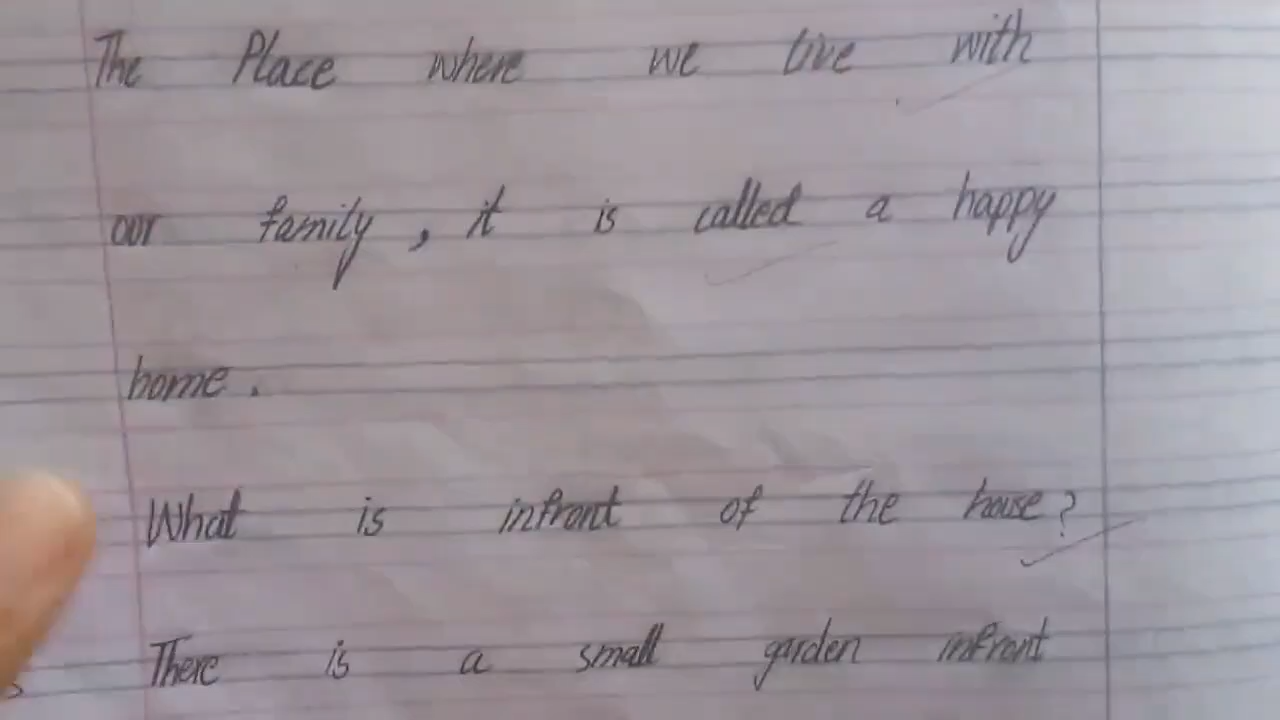 The Place where we live with
our family, it is called a happy
home.
What is infront of the house?
There is a small garden infront